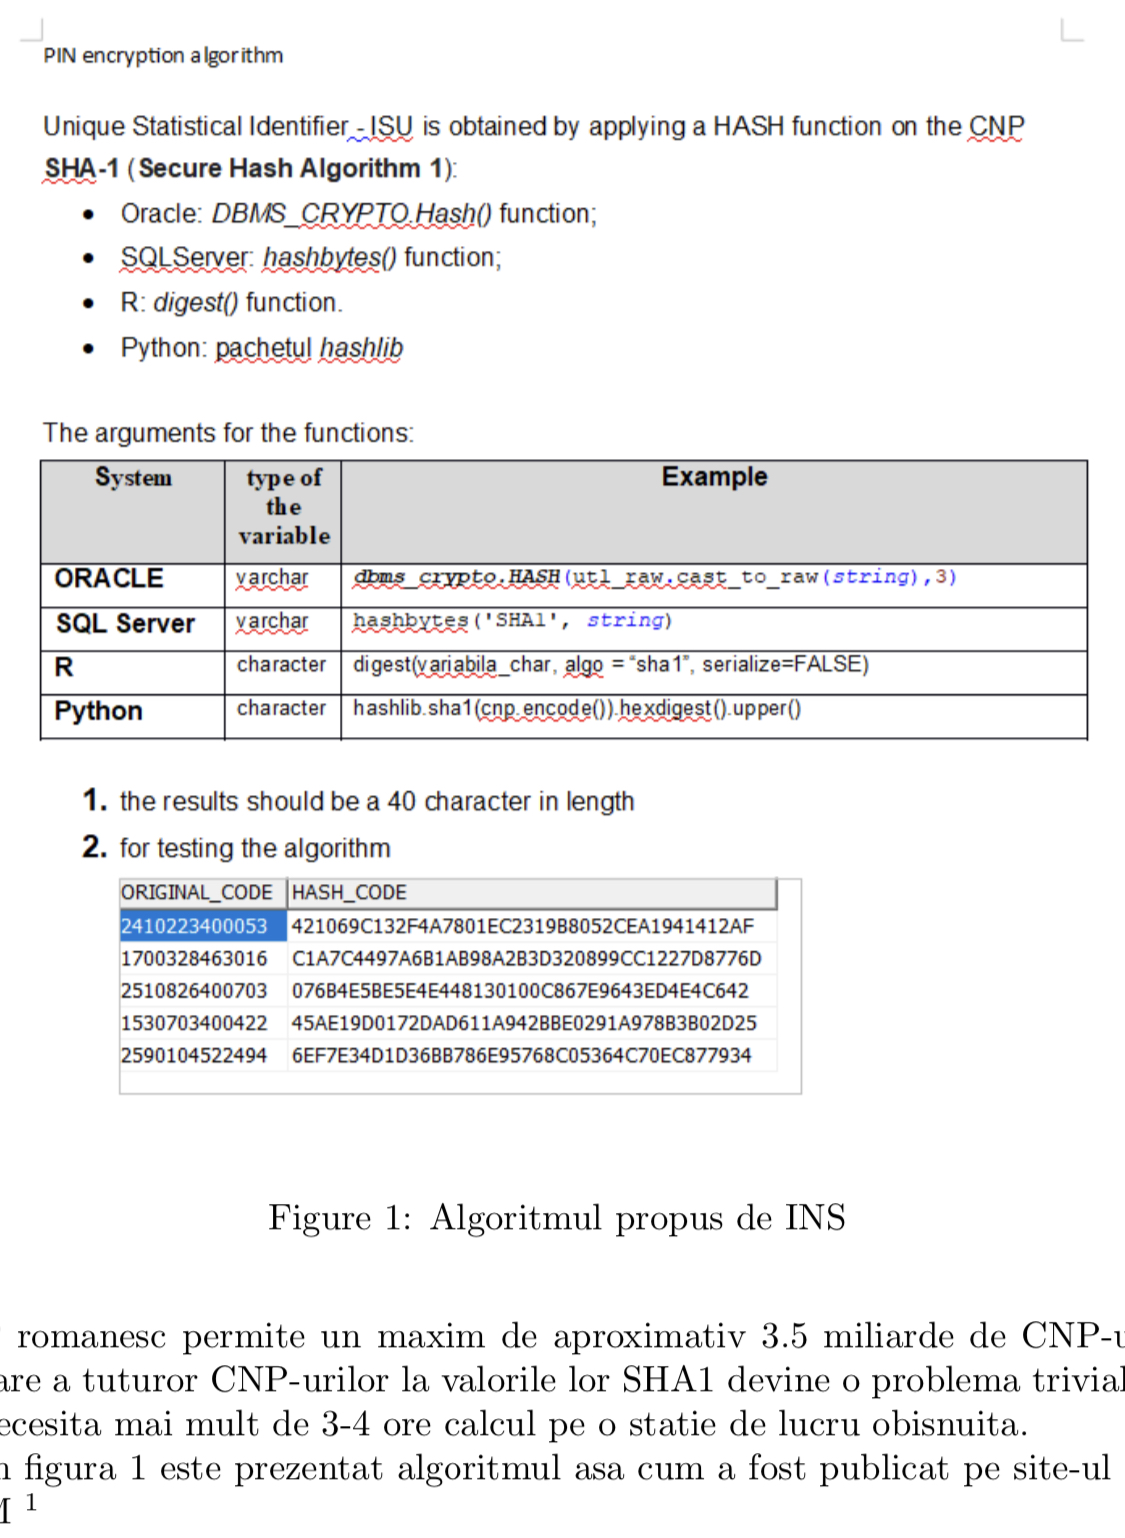 PIN encryption algorithm
Unique Statistical Identifier - ISU is obtained by applying a HASH function on the CNP
SHA-1 (Secure Hash Algorithm 1):
• Oracle: DBMS_CRYPTO.Hash() function;
• SQLServer: hashbytes() function;
• R: digest() function.
• Python: pachetul hashlib
The arguments for the functions:
System type of the variable Example
ORACLE varchar dbms_crypto.HASH(utl_raw.cast_to_raw(string),3)
SQL Server varchar hashbytes('SHA1', string)
R character digest(variabila_char, algo = “sha1”, serialize=FALSE)
Python character hashlib.sha1(cnp.encode()).hexdigest().upper()
1. the results should be a 40 character in length
2. for testing the algorithm
ORIGINAL_CODE HASH_CODE
2410223400053 421069C132F4A7801EC2319B8052CEA1941412AF
1700328463016 C1A7C4497A6B1AB98A2B3D320899CC1227D8776D
2510826400703 076B4E5BE5E4E448130100C867E9643ED4E4C642
1530703400422 45AE19D0172DAD611A942BBE0291A978B3B02D25
2590104522494 6EF7E34D1D36BB786E95768C05364C70EC877934
Figure 1: Algoritmul propus de INS
romanesc permite un maxim de aproximativ 3.5 miliarde de CNP-u
are a tuturor CNP-urilor la valorile lor SHA1 devine o problema trivial
ecesita mai mult de 3-4 ore calcul pe o statie de lucru obisnuita.
figura 1 este prezentat algoritmul asa cum a fost publicat pe site-ul
1